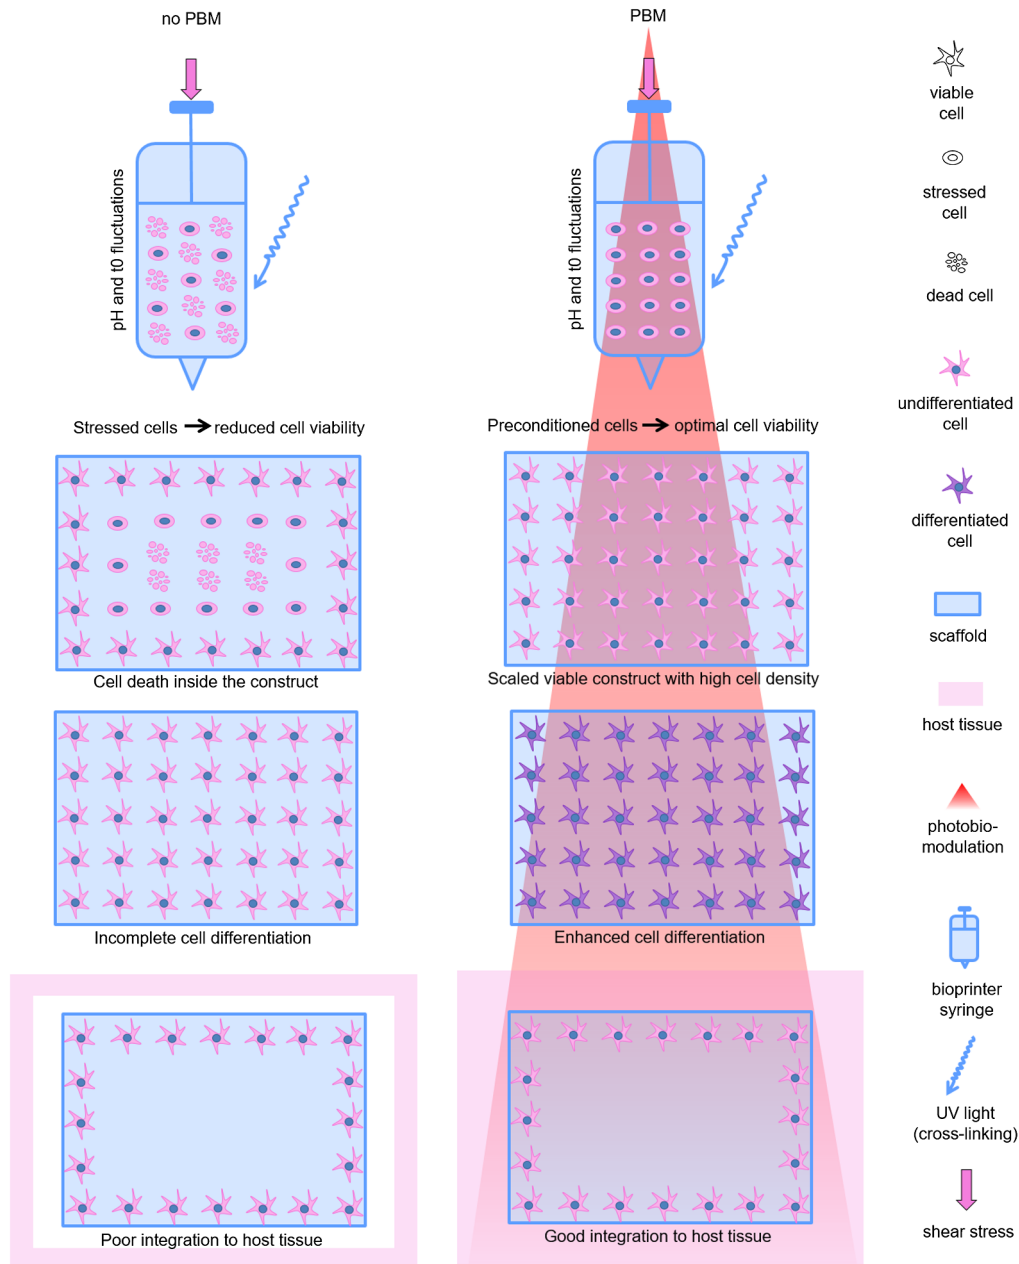 no PBM
PBM
pH and t0 fluctuations
pH and t0 fluctuations
Stressed cells → reduced cell viability
Preconditioned cells → optimal cell viability
Cell death inside the construct
Scaled viable construct with high cell density
Incomplete cell differentiation
Enhanced cell differentiation
Poor integration to host tissue
Good integration to host tissue
viable
cell
stressed
cell
dead cell
undifferentiated
cell
differentiated
cell
scaffold
host tissue
photobio-
modulation
bioprinter
syringe
UV light
(cross-linking)
shear stress